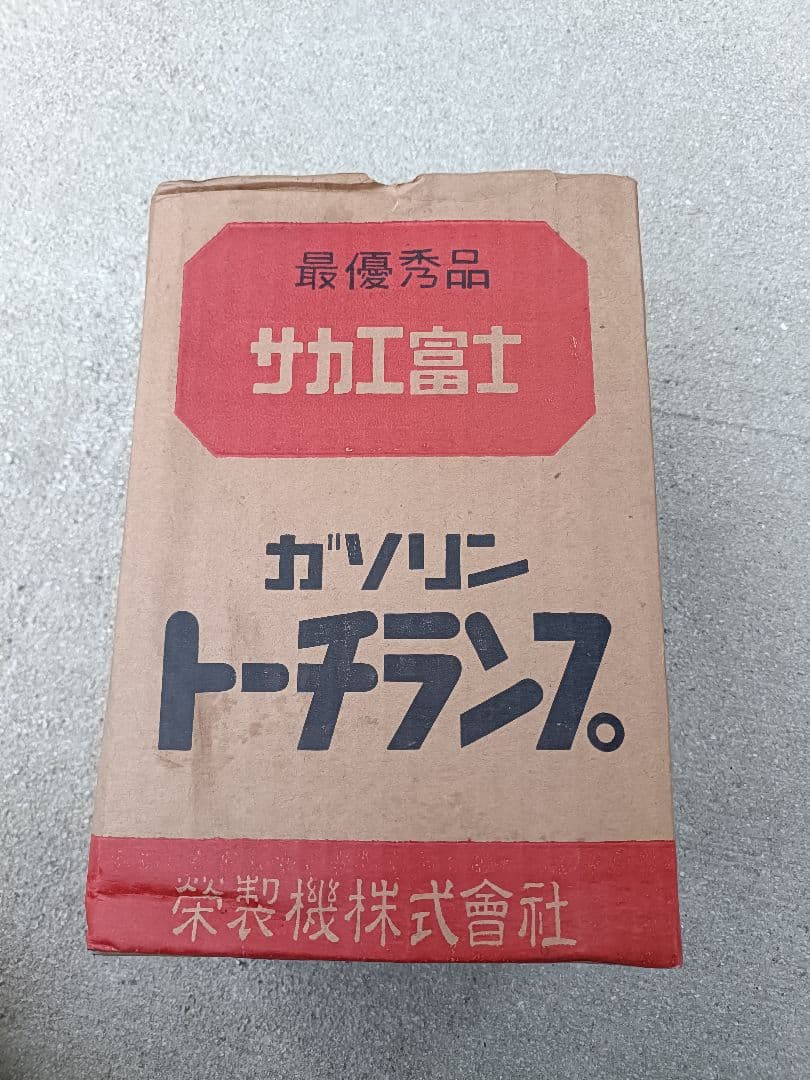 最優秀品
サカエ富士
ガソリン
トーチランプ
榮製機株式會社